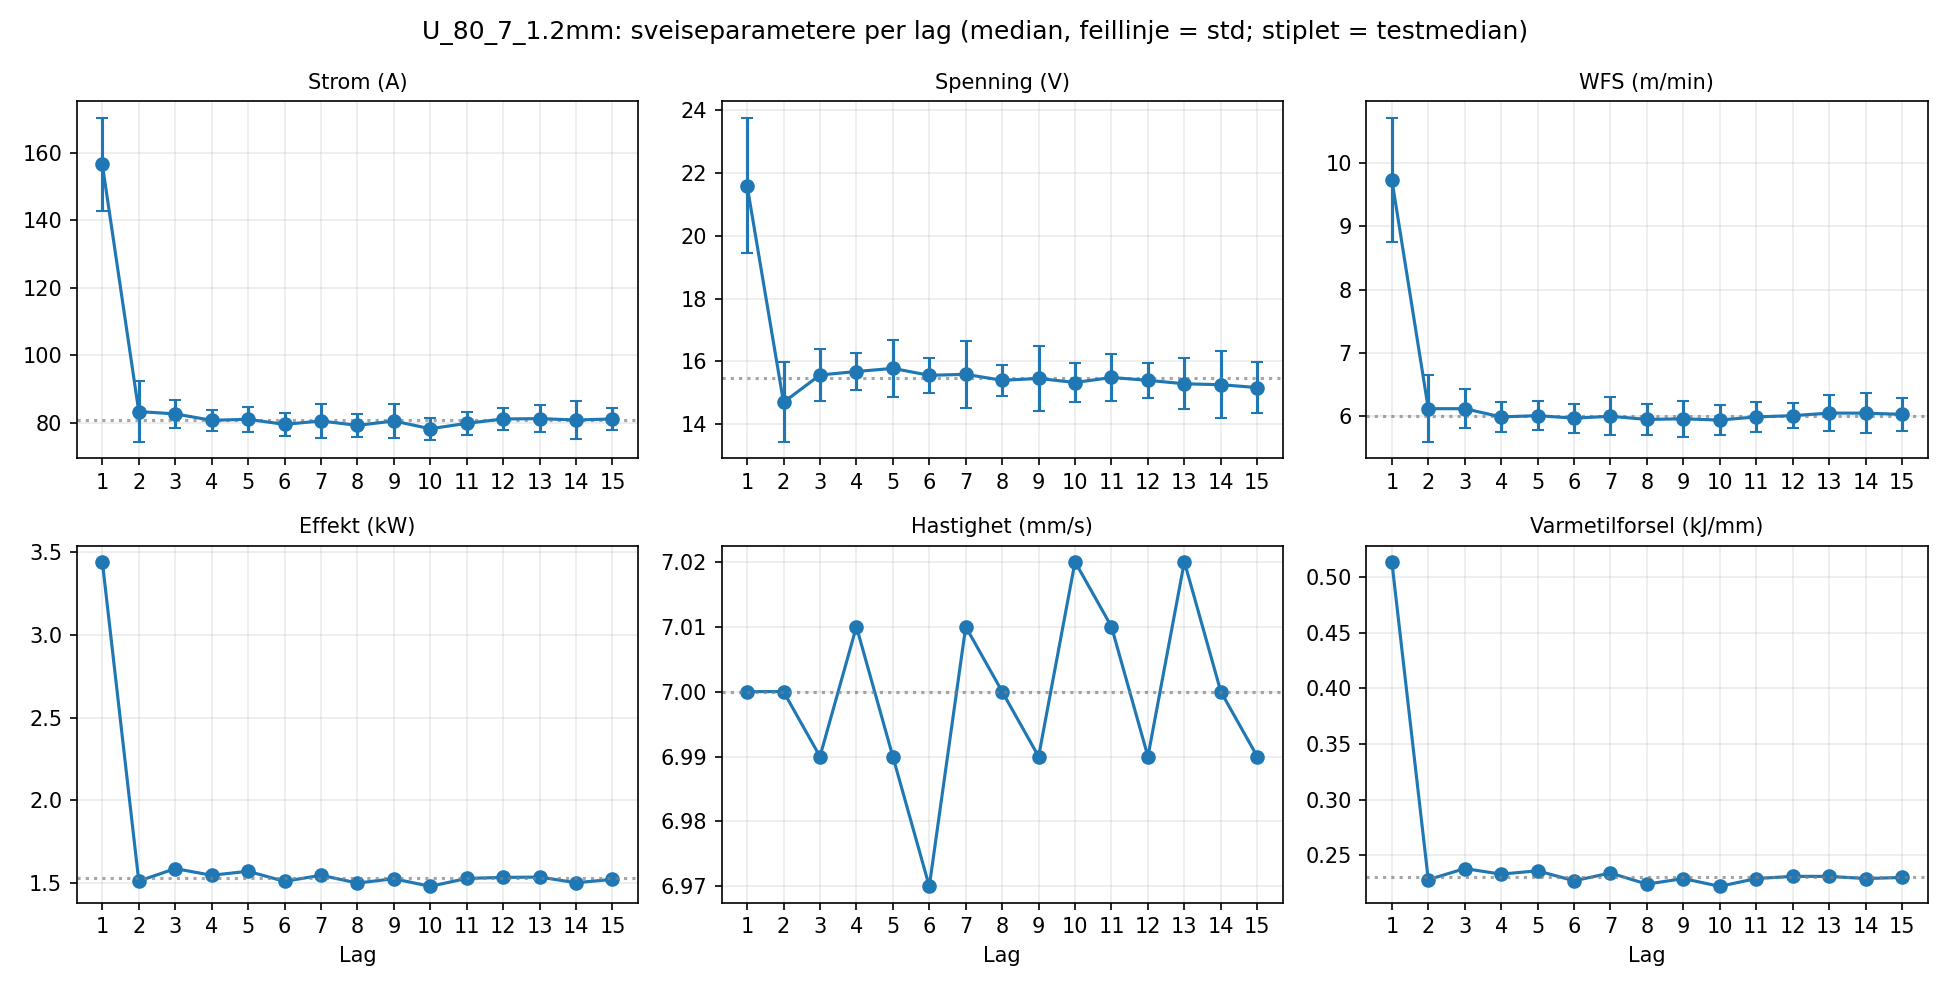 U_80_7_1.2mm: sveiseparametere per lag (median, feillinje = std; stiplet = testmedian)
Strom (A)
160
140
120
100
80
1 2 3 4 5 6 7 8 9 10 11 12 13 14 15
Spenning (V)
24
22
20
18
16
14
1 2 3 4 5 6 7 8 9 10 11 12 13 14 15
WFS (m/min)
10
9
8
7
6
1 2 3 4 5 6 7 8 9 10 11 12 13 14 15
Effekt (kW)
3.5
3.0
2.5
2.0
1.5
1 2 3 4 5 6 7 8 9 10 11 12 13 14 15
Lag
Hastighet (mm/s)
7.02
7.01
7.00
6.99
6.98
6.97
1 2 3 4 5 6 7 8 9 10 11 12 13 14 15
Lag
Varmetilforsel (kJ/mm)
0.50
0.45
0.40
0.35
0.30
0.25
1 2 3 4 5 6 7 8 9 10 11 12 13 14 15
Lag